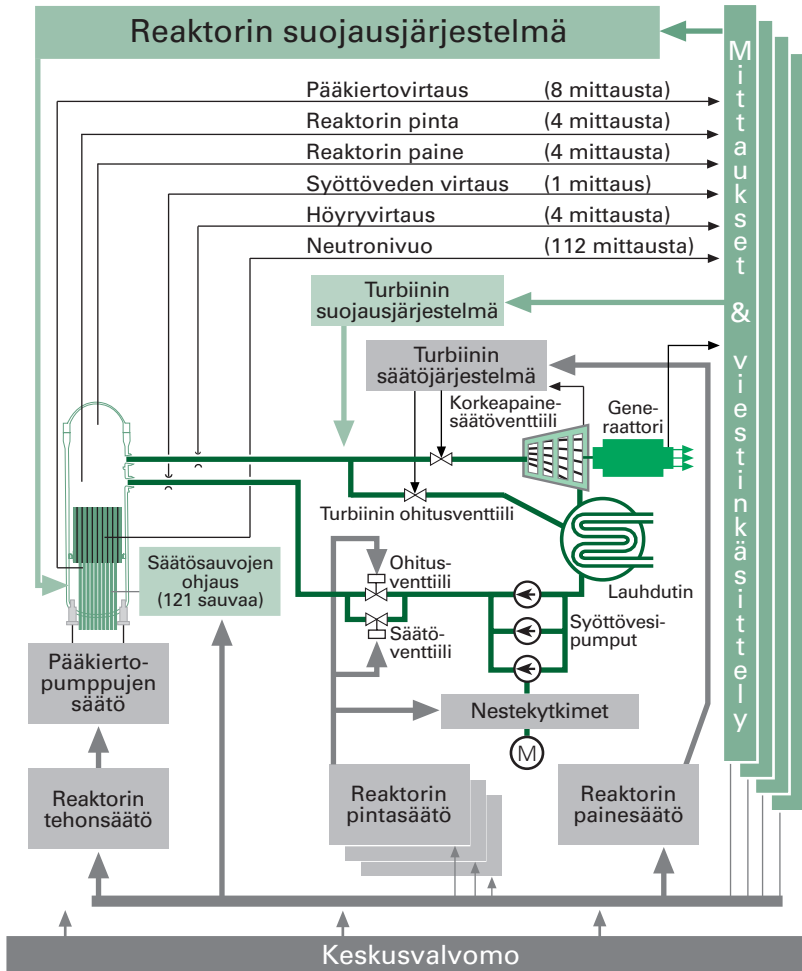 Reaktorin suojausjärjestelmä
Mittaukset & viestinkäsittely
Pääkiertovirtaus (8 mittausta)
Reaktorin pinta (4 mittausta)
Reaktorin paine (4 mittausta)
Syöttöveden virtaus (1 mittaus)
Höyryvirtaus (4 mittausta)
Neutronivuo (112 mittausta)
Turbiinin
suojausjärjestelmä
Turbiinin
säätöjärjestelmä
Korkeapaine-
säätöventtiili
Gene-
raattori
Turbiinin ohitusventtiili
Lauhdutin
Säätösauvojen
ohjaus
(121 sauvaa)
Ohitus-
venttiili
Säätö-
venttiili
Syöttövesi-
pumput
Pääkierto-
pumppujen
säätö
Nestekytkimet
M
Reaktorin
tehonsäätö
Reaktorin
pintasäätö
Reaktorin
painesäätö
Keskusvalvomo